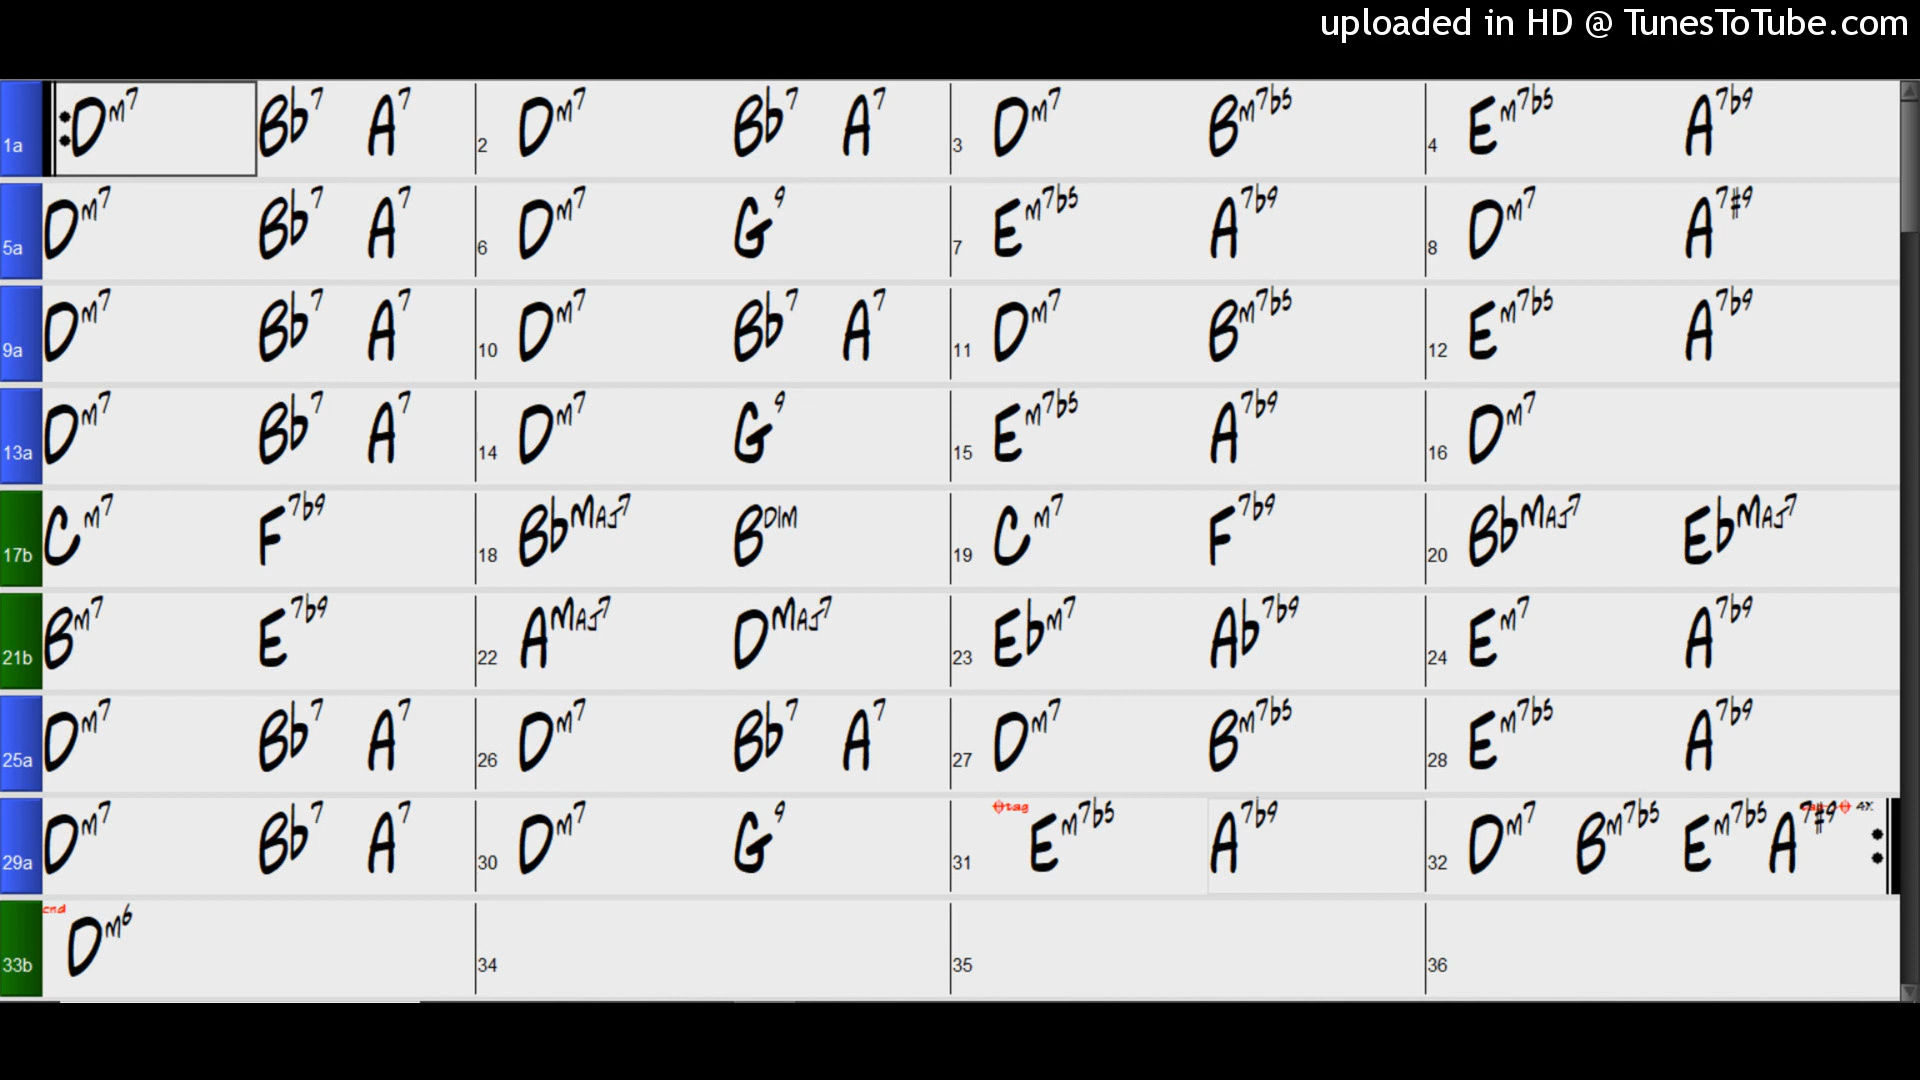 uploaded in HD @ TunesToTube.com
1a Dm7 Bb7 A7 2 Dm7 Bb7 A7 3 Dm7 Bm7b5 4 Em7b5 A7b9
5a Dm7 Bb7 A7 6 Dm7 G9 7 Em7b5 A7b9 8 Dm7 A7#9
9a Dm7 Bb7 A7 10 Dm7 Bb7 A7 11 Dm7 Bm7b5 12 Em7b5 A7b9
13a Dm7 Bb7 A7 14 Dm7 G9 15 Em7b5 A7b9 16 Dm7
17b Cm7 F7b9 18 BbMAJ7 BDIM 19 Cm7 F7b9 20 BbMAJ7 EbMAJ7
21b Bm7 E7b9 22 AMAJ7 DMAJ7 23 Ebm7 Ab7b9 24 Em7 A7b9
25a Dm7 Bb7 A7 26 Dm7 Bb7 A7 27 Dm7 Bm7b5 28 Em7b5 A7b9
tag 4x
29a Dm7 Bb7 A7 30 Dm7 G9 31 Em7b5 A7b9 32 Dm7 Bm7b5 Em7b5 A7#9
end
33b Dm6 34 35 36